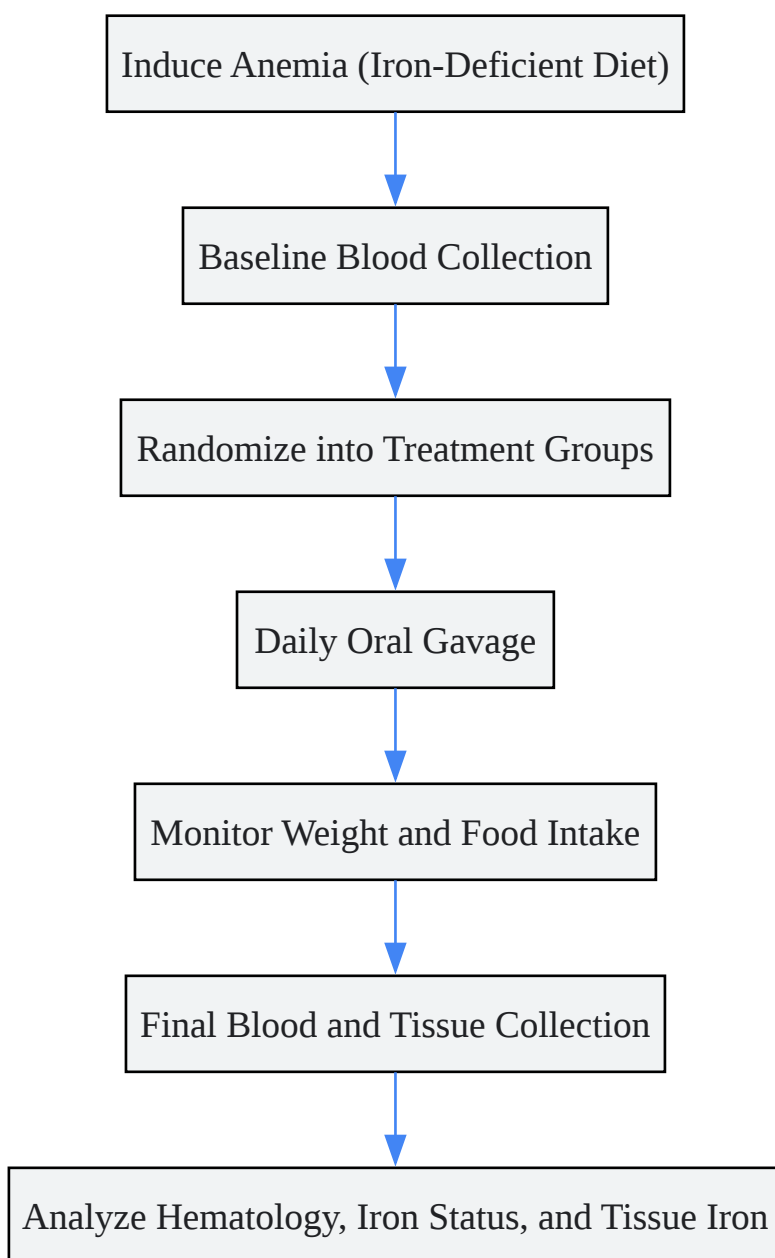 Induce Anemia (Iron-Deficient Diet)
Baseline Blood Collection
Randomize into Treatment Groups
Daily Oral Gavage
Monitor Weight and Food Intake
Final Blood and Tissue Collection
Analyze Hematology, Iron Status, and Tissue Iron